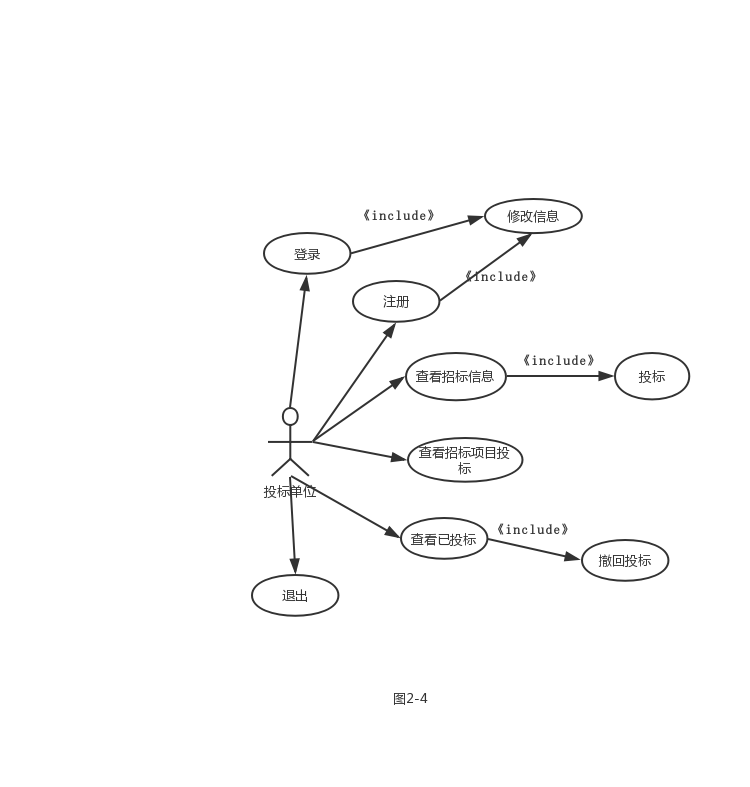 《include》
修改信息
登录
《include》
注册
《include》
查看招标信息
投标
查看招标项目投
标
投标单位
《include》
查看已投标
撤回投标
退出
图2-4